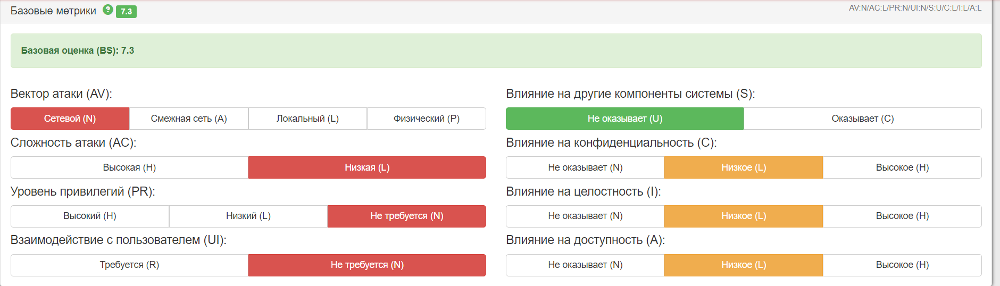 Базовые метрики ? 7.3
AV:N/AC:L/PR:N/UI:N/S:U/C:L/I:L/A:L
Базовая оценка (BS): 7.3
Вектор атаки (AV):
Сетевой (N) Смежная сеть (A) Локальный (L) Физический (P)
Сложность атаки (AC):
Высокая (H) Низкая (L)
Уровень привилегий (PR):
Высокий (H) Низкий (L) Не требуется (N)
Взаимодействие с пользователем (UI):
Требуется (R) Не требуется (N)
Влияние на другие компоненты системы (S):
Не оказывает (U) Оказывает (C)
Влияние на конфиденциальность (C):
Не оказывает (N) Низкое (L) Высокое (H)
Влияние на целостность (I):
Не оказывает (N) Низкое (L) Высокое (H)
Влияние на доступность (A):
Не оказывает (N) Низкое (L) Высокое (H)